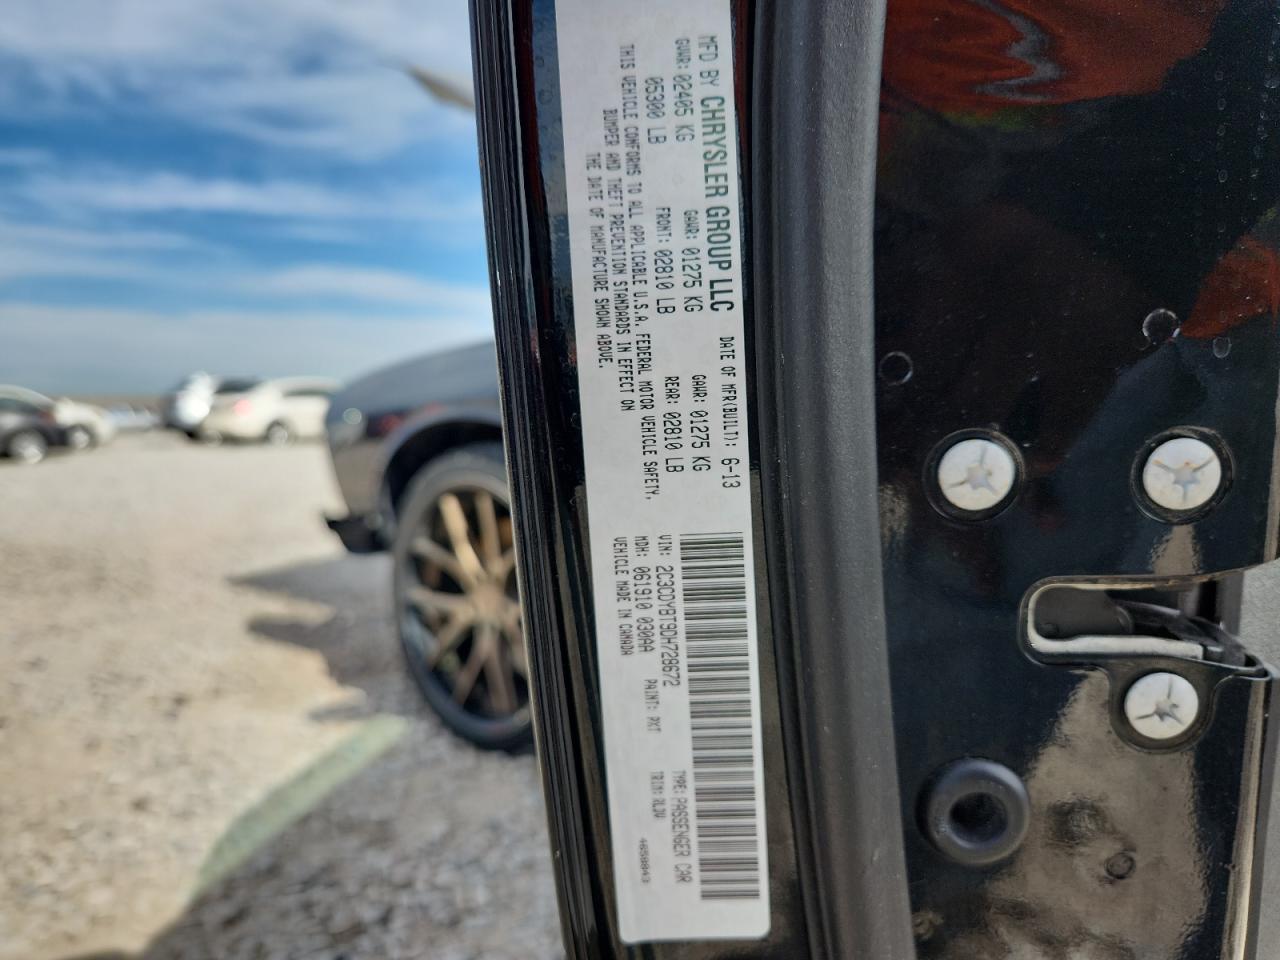 MFD BY CHRYSLER GROUP LLC
DATE OF MFR(BUILT): 6-13
GVWR: 02405 KG
05300 LB
GAWR: 01275 KG
FRONT: 02810 LB
GAWR: 01275 KG
REAR: 02810 LB
THIS VEHICLE CONFORMS TO ALL APPLICABLE U.S.A. FEDERAL MOTOR VEHICLE SAFETY,
BUMPER AND THEFT PREVENTION STANDARDS IN EFFECT ON
THE DATE OF MANUFACTURE SHOWN ABOVE.
VIN: 2C3CDYBT9DH728672
TYPE: PASSENGER CAR
MDH: 061910 030AA
PAINT: PXT
TRIM: RLDV
VEHICLE MADE IN CANADA